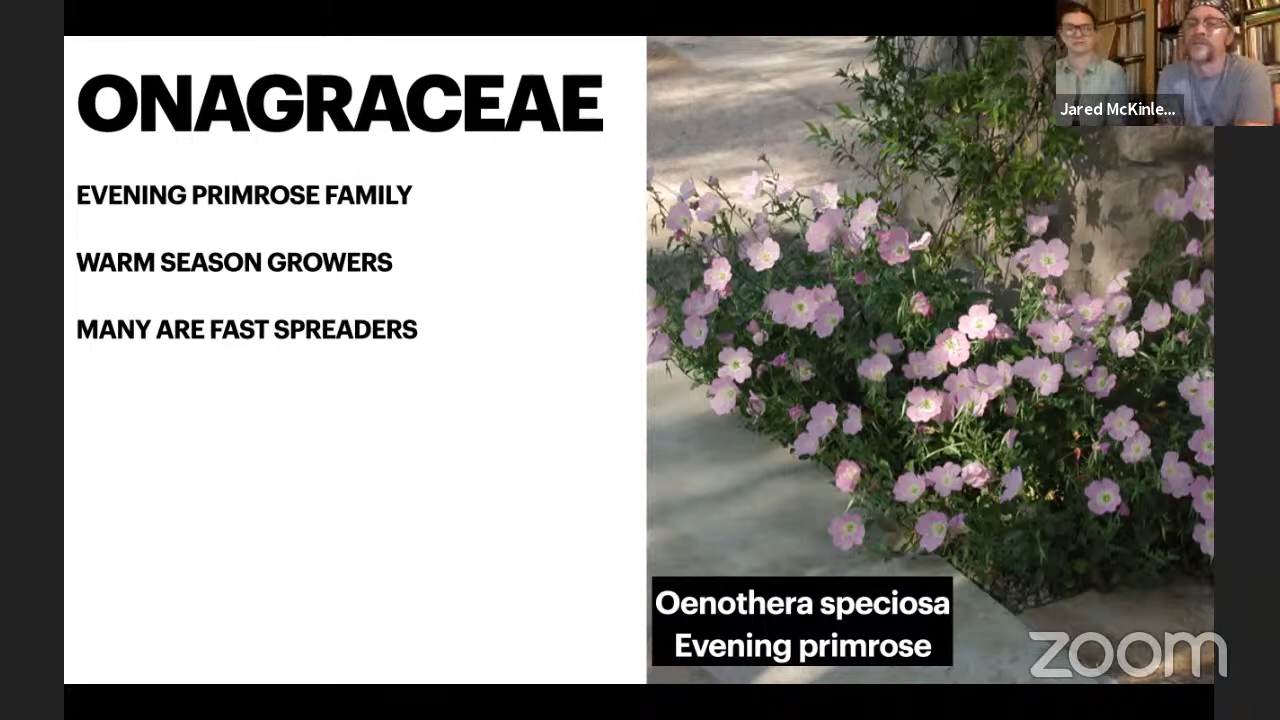 ONAGRACEAE
EVENING PRIMROSE FAMILY
WARM SEASON GROWERS
MANY ARE FAST SPREADERS
Jared McKinle...
Oenothera speciosa
Evening primrose
zoom